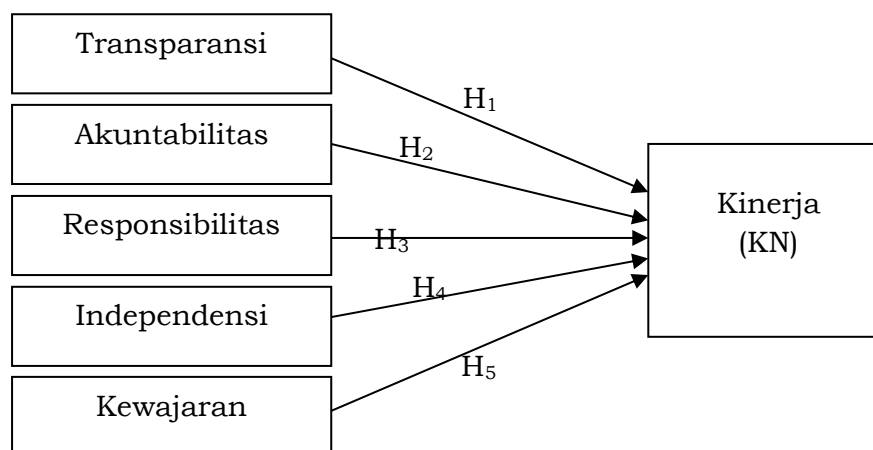 Transparansi
H₁
Akuntabilitas
H₂
Responsibilitas
H₃
Independensi
H₄
Kewajaran
H₅
Kinerja
(KN)